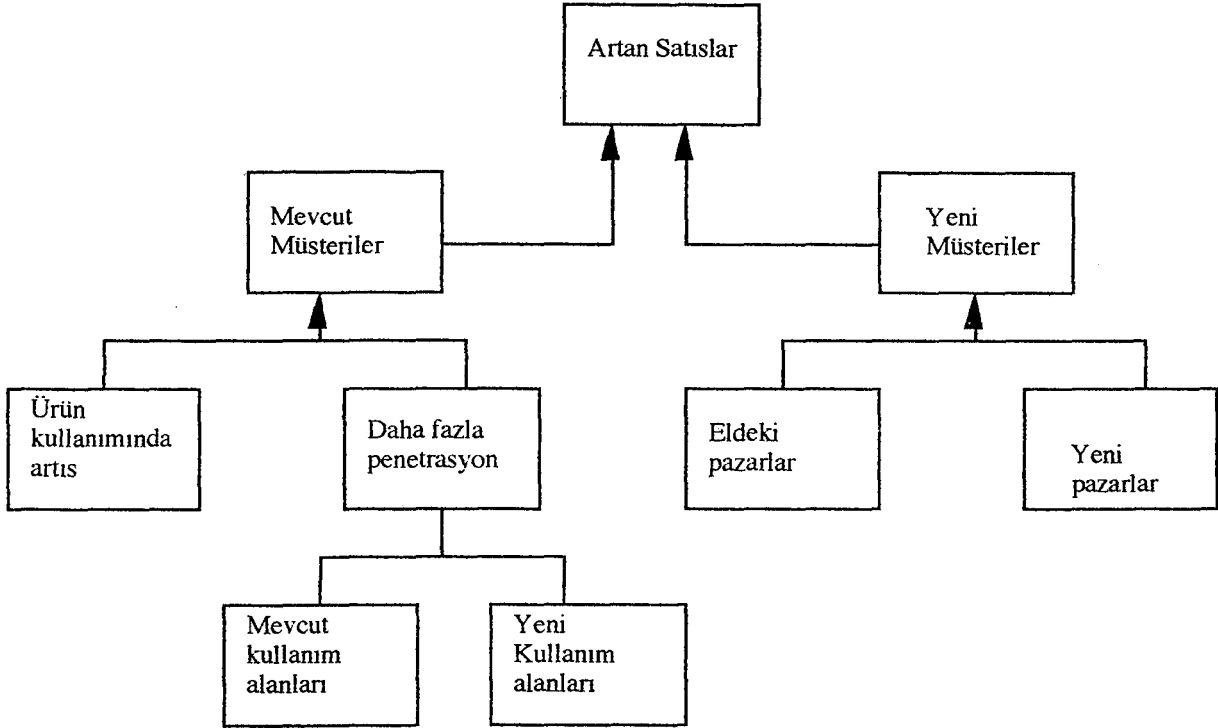 Artan Satıslar
Mevcut
Müsteriler
Yeni
Müsteriler
Ürün
kullanımında
artıs
Daha fazla
penetrasyon
Eldeki
pazarlar
Yeni
pazarlar
Mevcut
kullanım
alanları
Yeni
Kullanım
alanları